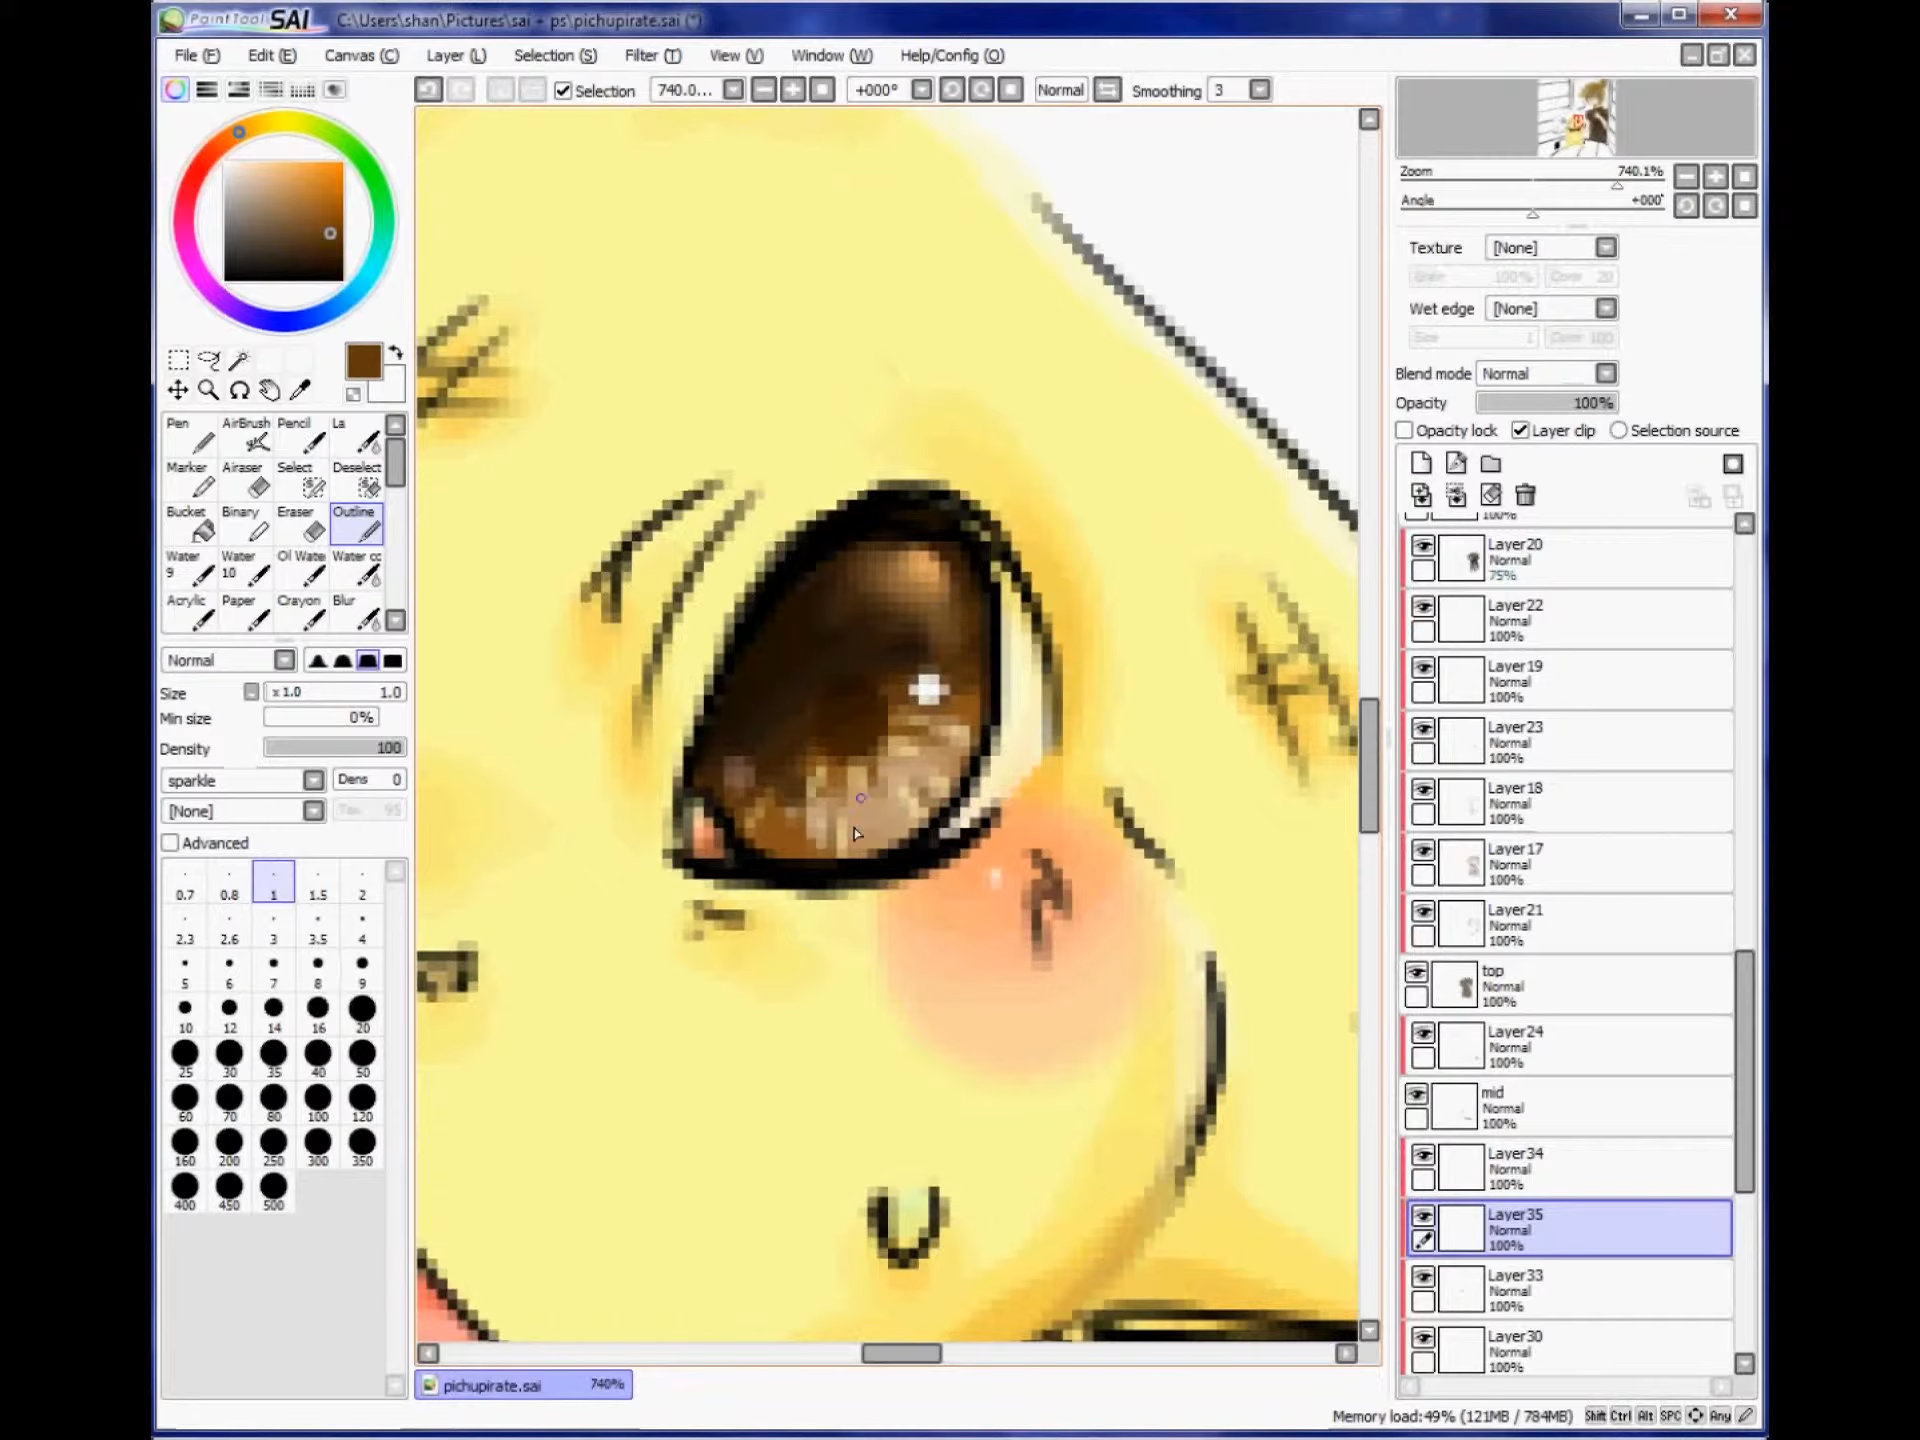 PaintTool SAI C:\Users\shan\Pictures\sai + ps\pichupirate.sai (*)
File (F) Edit (E) Canvas (C) Layer (L) Selection (S) Filter (T) View (V) Window (W) Help/Config (O)
Selection 740.0... +000° Normal Smoothing 3
Zoom 740.1%
Angle +000°
Texture [None]
Wet edge [None]
Size 1 Color 100
Blend mode Normal
Opacity 100%
Opacity lock Layer clip Selection source
Pen AirBrush Pencil La
Marker Airaser Select Deselect
Bucket Binary Eraser Outline
Water 9 Water 10 Oil Wate Water cc
Acrylic Paper Crayon Blur
Normal
Size x 1.0 1.0
Min size 0%
Density 100
sparkle Dens 0
[None] Tex 95
Advanced
0.7 0.8 1 1.5 2
2.3 2.6 3 3.5 4
5 6 7 8 9
10 12 14 16 20
25 30 35 40 50
60 70 80 100 120
160 200 250 300 350
400 450 500
100%
Layer20
Normal
75%
Layer22
Normal
100%
Layer19
Normal
100%
Layer23
Normal
100%
Layer18
Normal
100%
Layer17
Normal
100%
Layer21
Normal
100%
top
Normal
100%
Layer24
Normal
100%
mid
Normal
100%
Layer34
Normal
100%
Layer35
Normal
100%
Layer33
Normal
100%
Layer30
Normal
100%
pichupirate.sai 740%
Memory load:49% (121MB / 784MB) Shift Ctrl Alt SPC Any